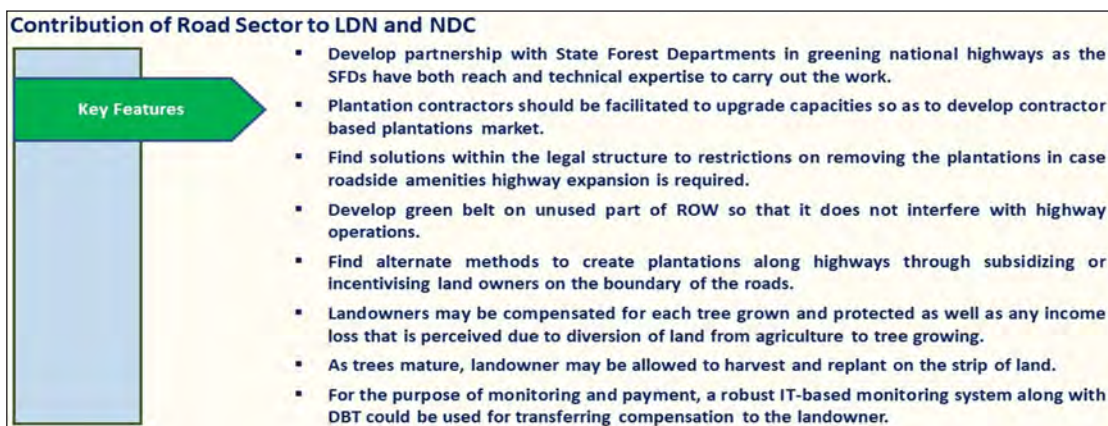 Contribution of Road Sector to LDN and NDC
Key Features
▪ Develop partnership with State Forest Departments in greening national highways as the
SFDs have both reach and technical expertise to carry out the work.
▪ Plantation contractors should be facilitated to upgrade capacities so as to develop contractor
based plantations market.
▪ Find solutions within the legal structure to restrictions on removing the plantations in case
roadside amenities highway expansion is required.
▪ Develop green belt on unused part of ROW so that it does not interfere with highway
operations.
▪ Find alternate methods to create plantations along highways through subsidizing or
incentivising land owners on the boundary of the roads.
▪ Landowners may be compensated for each tree grown and protected as well as any income
loss that is perceived due to diversion of land from agriculture to tree growing.
▪ As trees mature, landowner may be allowed to harvest and replant on the strip of land.
▪ For the purpose of monitoring and payment, a robust IT-based monitoring system along with
DBT could be used for transferring compensation to the landowner.